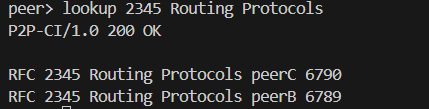 peer> lookup 2345 Routing Protocols
P2P-CI/1.0 200 OK
RFC 2345 Routing Protocols peerC 6790
RFC 2345 Routing Protocols peerB 6789